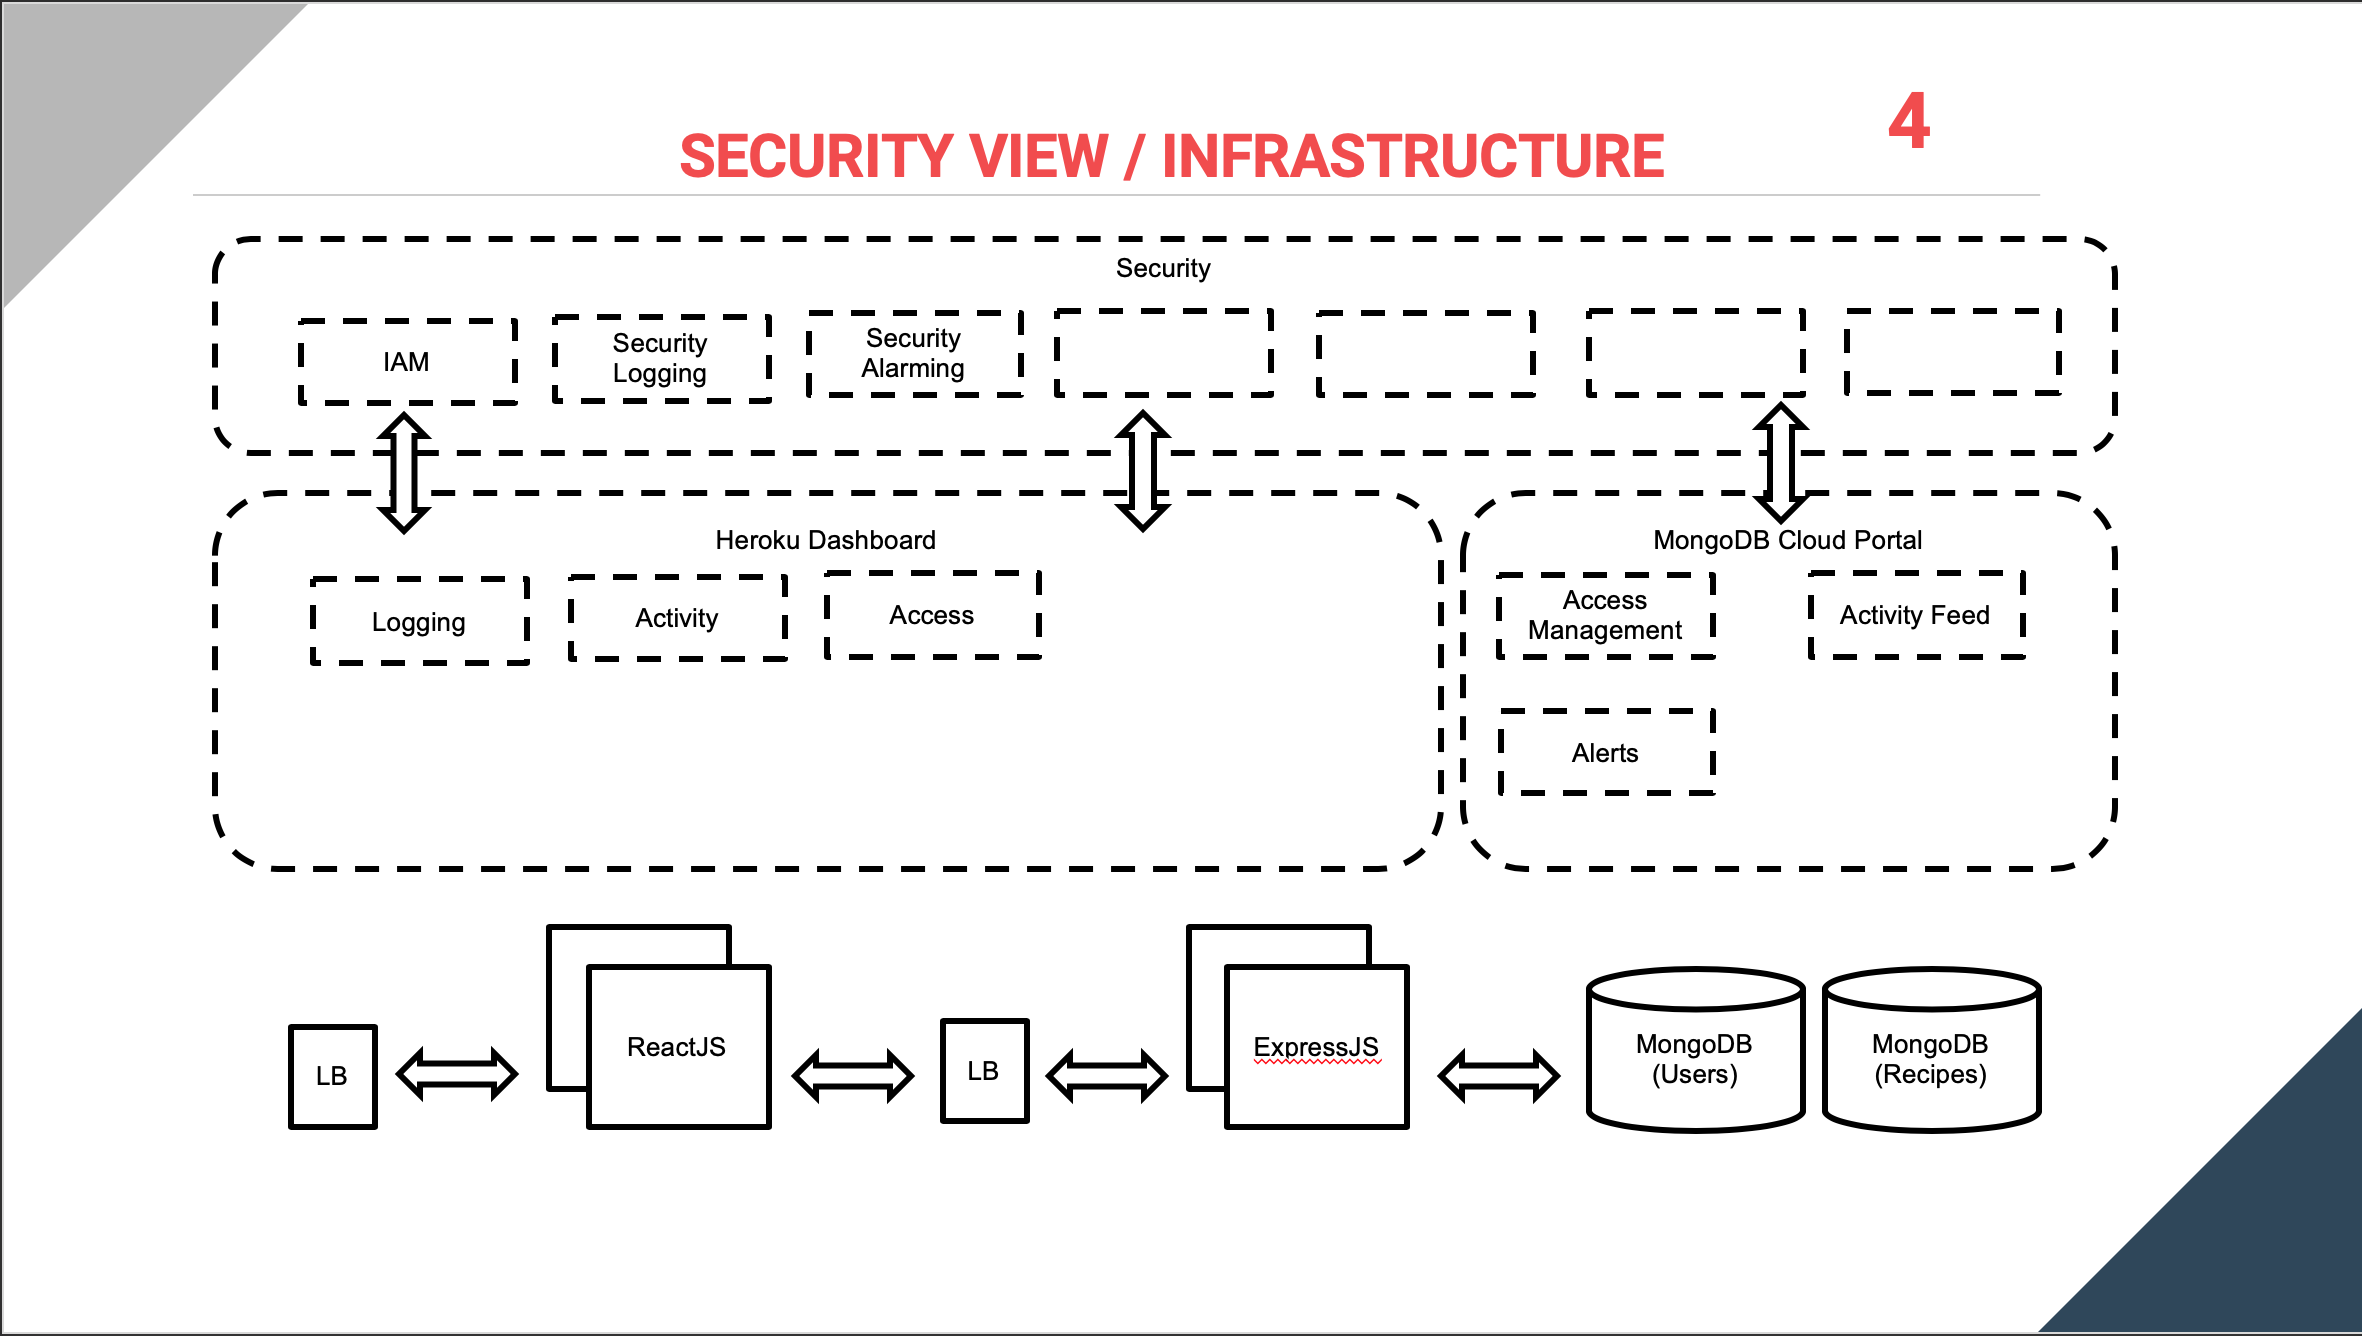 4
SECURITY VIEW / INFRASTRUCTURE
Security
IAM
Security
Logging
Security
Alarming
Heroku Dashboard
Logging
Activity
Access
MongoDB Cloud Portal
Access
Management
Activity Feed
Alerts
LB
ReactJS
LB
ExpressJS
MongoDB
(Users)
MongoDB
(Recipes)